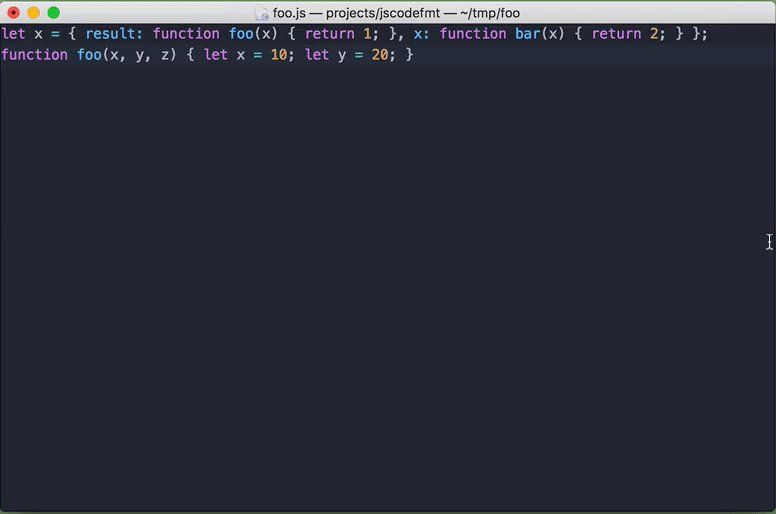 foo.js — projects/jscodefmt — ~/tmp/foo
let x = { result: function foo(x) { return 1; }, x: function bar(x) { return 2; } };
function foo(x, y, z) { let x = 10; let y = 20; }